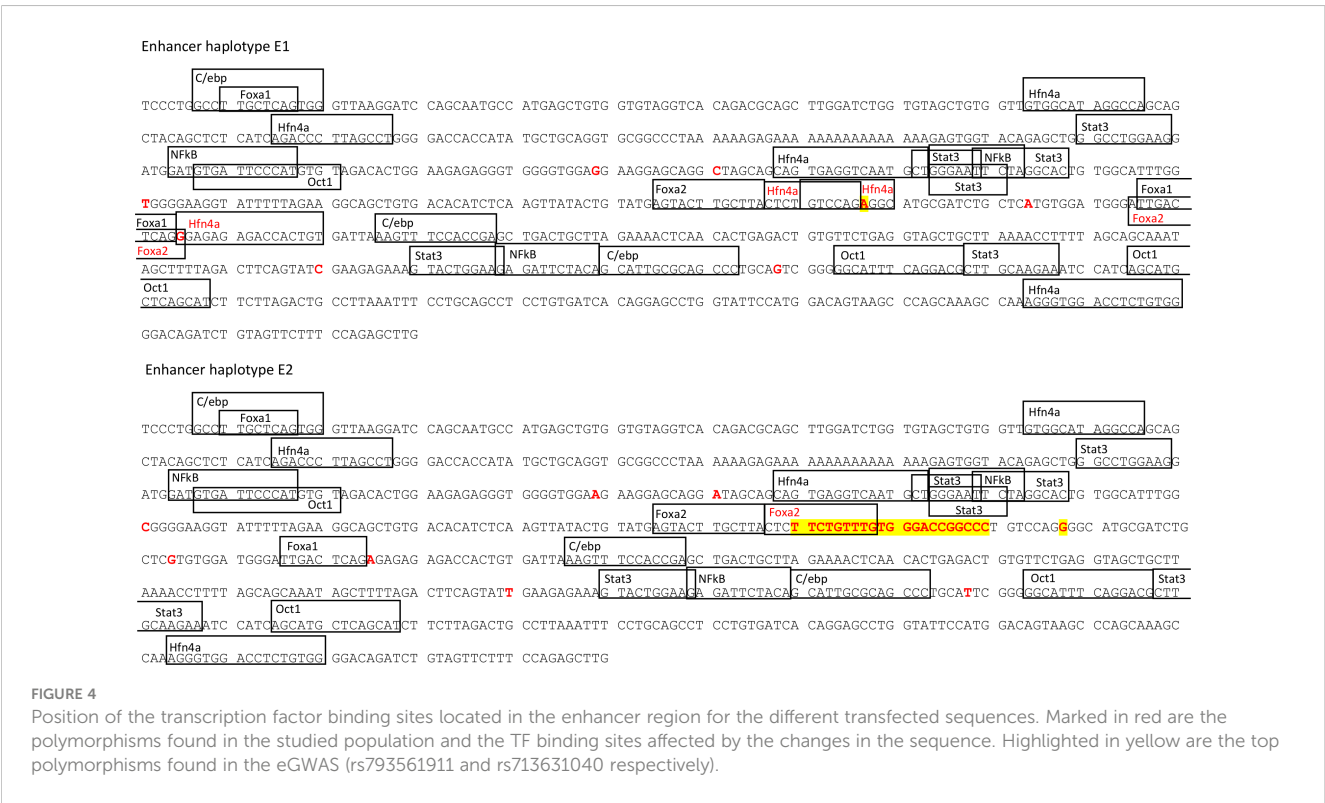 Enhancer haplotype E1
C/ebp
Foxa1
Hfn4a
TCCCTGGCCT TGCTCAGTGG GTTAAGGATC CAGCAATGCC ATGAGCTGTG GTGTAGGTCA CAGACGCAGC TTGGATCTGG TGTAGCTGTG GTTGTGGCAT AGGCCAGCAG
Hfn4a
Stat3
CTACAGCTCT CATCAGACCC TTAGCCTGGG GACCACCATA TGCTGCAGGT GCGGCCCTAA AAAAGAGAAA AAAAAAAAAA AAAGAGTGGT ACAGAGCTGG GCCTGGAAGG
NFkB
Hfn4a
Stat3
NFkB
Stat3
ATGGATGTGA TTCCCATGTG TAGACACTGG AAGAGAGGGT GGGGTGGAGG GAAGGAGCAGG CTAGCAGCAG TGAGGTCAAT GCTGGGAATT CTAGGCACTG TGGCATTTGG
Oct1
Stat3
Foxa2
Hfn4a
Hfn4a
Foxa1
TGGGGAAGGT ATTTTTAGAA GGCAGCTGTG ACACATCTCA AGTTATACTG TATGAGTACT TGCTTACTCT GTCCAGAGGC ATGCGATCTG CTCATGTGGA TGGGATTGAC
Foxa2
Foxa1
Hfn4a
C/ebp
TCAGGGAGAG AGACCACTGT GATTAAAGTT TCCACCGAGC TGACTGCTTA GAAAACTCAA CACTGAGACT GTGTTCTGAG GTAGCTGCTT AAAACCTTTT AGCAGCAAAT
Foxa2
Stat3
NFkB
C/ebp
Oct1
Stat3
Oct1
AGCTTTTAGA CTTCAGTATC GAAGAGAAAG TACTGGAAGA GATTCTACAG CATTGCGCAG CCCTGCAGTC GGGGGCATTT CAGGACGCTT GCAAGAAATC CATCAGCATG
Oct1
Hfn4a
CTCAGCATCT TCTTAGACTG CCTTAAATTT CCTGCAGCCT CCTGTGATCA CAGGAGCCTG GTATTCCATG GACAGTAAGC CCAGCAAAGC CAAAGGGTGG ACCTCTGTGG
GGACAGATCT GTAGTTCTTT CCAGAGCTTG
Enhancer haplotype E2
C/ebp
Foxa1
Hfn4a
TCCCTGGCCT TGCTCAGTGG GTTAAGGATC CAGCAATGCC ATGAGCTGTG GTGTAGGTCA CAGACGCAGC TTGGATCTGG TGTAGCTGTG GTTGTGGCAT AGGCCAGCAG
Hfn4a
Stat3
CTACAGCTCT CATCAGACCC TTAGCCTGGG GACCACCATA TGCTGCAGGT GCGGCCCTAA AAAAGAGAAA AAAAAAAAAA AAAGAGTGGT ACAGAGCTGG GCCTGGAAGG
NFkB
Hfn4a
Stat3
NFkB
Stat3
ATGGATGTGA TTCCCATGTG TAGACACTGG AAGAGAGGGT GGGGTGGAAG GAAGGAGCAGG ATAGCAGCAG TGAGGTCAAT GCTGGGAATT CTAGGCACTG TGGCATTTGG
Oct1
Stat3
Foxa2
Foxa2
CGGGGAAGGT ATTTTTAGAA GGCAGCTGTG ACACATCTCA AGTTATACTG TATGAGTACT TGCTTACTCT TCTGTTTGTG GGACCGGCCCT GTCCAGGGGC ATGCGATCTG
Foxa1
C/ebp
CTCGTGTGGA TGGGATTGAC TCAGAGAGAG AGACCACTGT GATTAAAGTT TCCACCGAGC TGACTGCTTA GAAAACTCAA CACTGAGACT GTGTTCTGAG GTAGCTGCTT
Stat3
NFkB
C/ebp
Oct1
Stat3
AAAACCTTTT AGCAGCAAAT AGCTTTTAGA CTTCAGTATT GAAGAGAAAG TACTGGAAGA GATTCTACAG CATTGCGCAG CCCTGCATTC GGGGGCATTT CAGGACGCTT
Stat3
Oct1
GCAAGAAATC CATCAGCATG CTCAGCATCT TCTTAGACTG CCTTAAATTT CCTGCAGCCT CCTGTGATCA CAGGAGCCTG GTATTCCATG GACAGTAAGC CCAGCAAAGC
Hfn4a
CAAAGGGTGG ACCTCTGTGG GGACAGATCT GTAGTTCTTT CCAGAGCTTG
FIGURE 4
Position of the transcription factor binding sites located in the enhancer region for the different transfected sequences. Marked in red are the
polymorphisms found in the studied population and the TF binding sites affected by the changes in the sequence. Highlighted in yellow are the top
polymorphisms found in the eGWAS (rs793561911 and rs713631040 respectively).